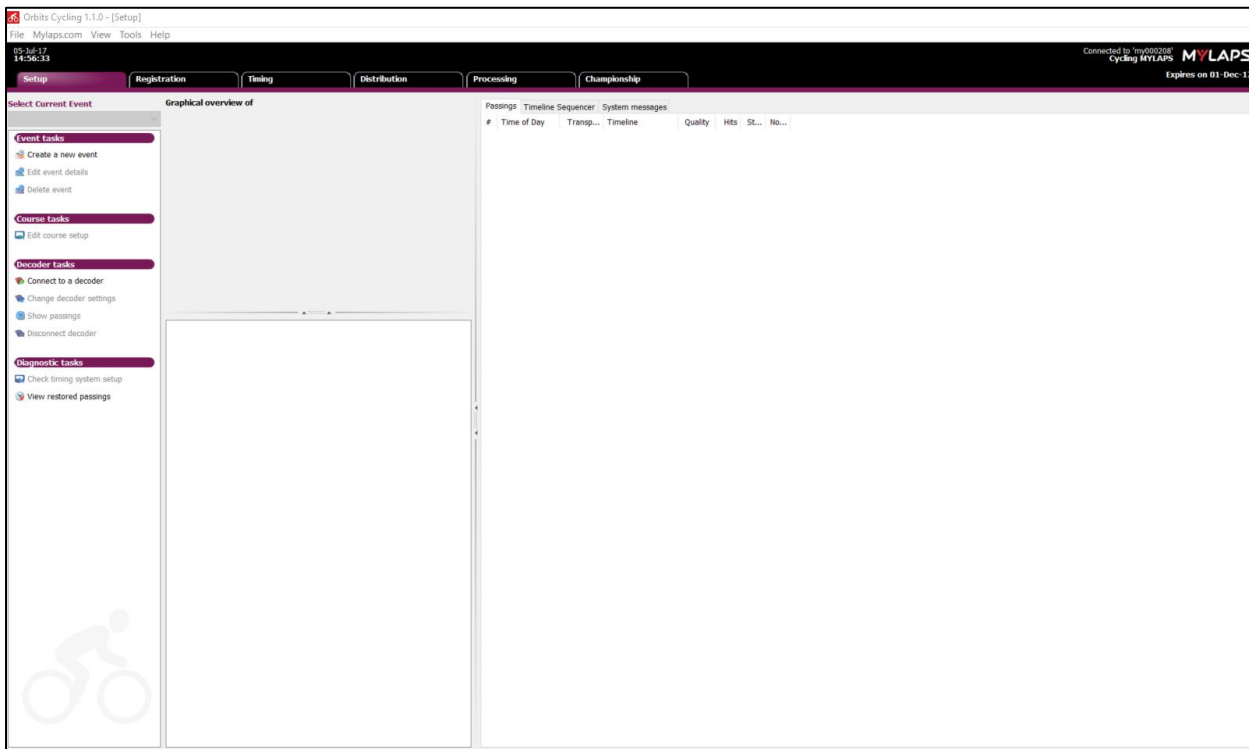 Orbits Cycling 1.1.0 - [Setup]
File Mylaps.com View Tools Help
05-Jul-17
14:56:33
Connected to 'my000208'
Cycling MYLAPS
MYLAPS
Expires on 01-Dec-17
Setup Registration Timing Distribution Processing Championship
Select Current Event
Event tasks
Create a new event
Edit event details
Delete event
Course tasks
Edit course setup
Decoder tasks
Connect to a decoder
Change decoder settings
Show passings
Disconnect decoder
Diagnostic tasks
Check timing system setup
View restored passings
Graphical overview of
Passings Timeline Sequencer System messages
# Time of Day Transp... Timeline Quality Hits St... No...